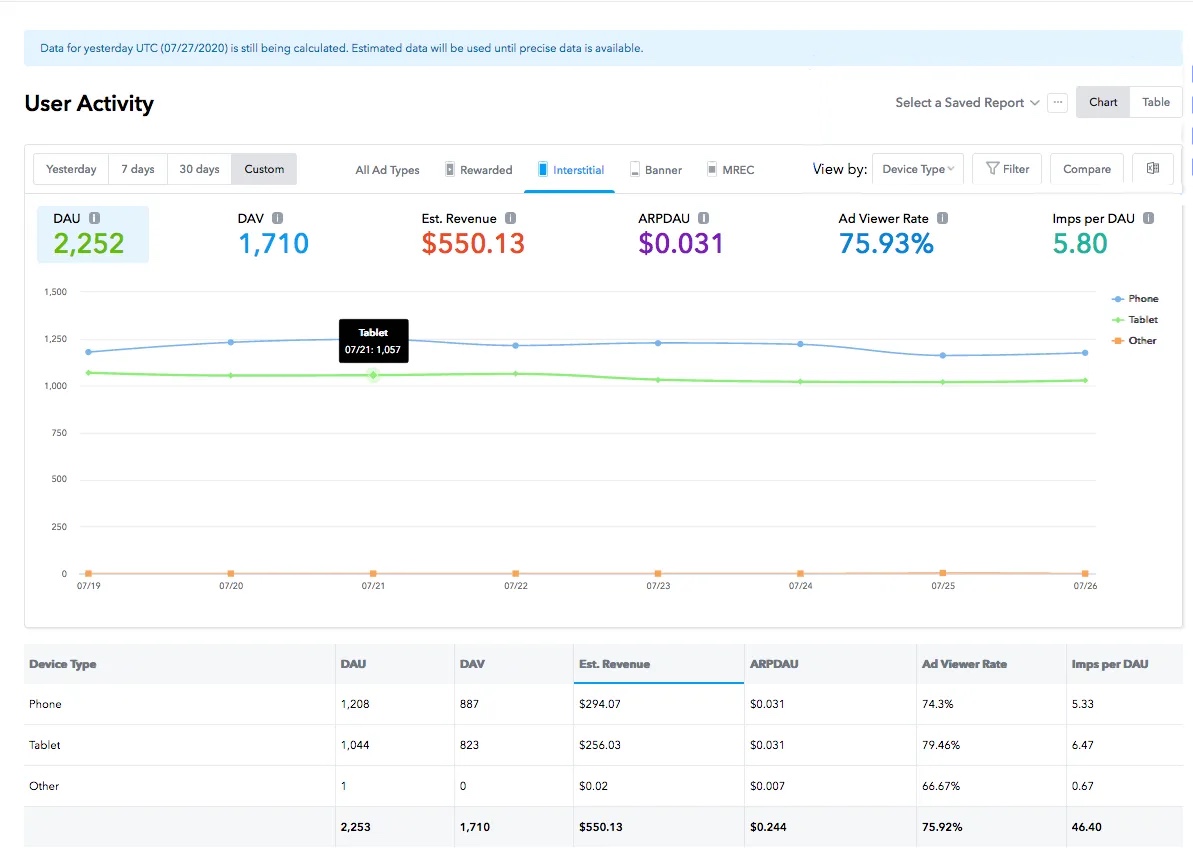 Data for yesterday UTC (07/27/2020) is still being calculated. Estimated data will be used until precise data is available.
User Activity
Select a Saved Report
Chart Table
Yesterday 7 days 30 days Custom All Ad Types Rewarded Interstitial Banner MREC View by: Device Type Filter Compare
DAU DAV Est. Revenue ARPDAU Ad Viewer Rate Imps per DAU
2,252 1,710 $550.13 $0.031 75.93% 5.80
1,500
Phone
Tablet
Other
Tablet
07/21: 1,057
1,250
1,000
750
500
250
0
07/19 07/20 07/21 07/22 07/23 07/24 07/25 07/26
Device Type DAU DAV Est. Revenue ARPDAU Ad Viewer Rate Imps per DAU
Phone 1,208 887 $294.07 $0.031 74.3% 5.33
Tablet 1,044 823 $256.03 $0.031 79.46% 6.47
Other 1 0 $0.02 $0.007 66.67% 0.67
2,253 1,710 $550.13 $0.244 75.92% 46.40